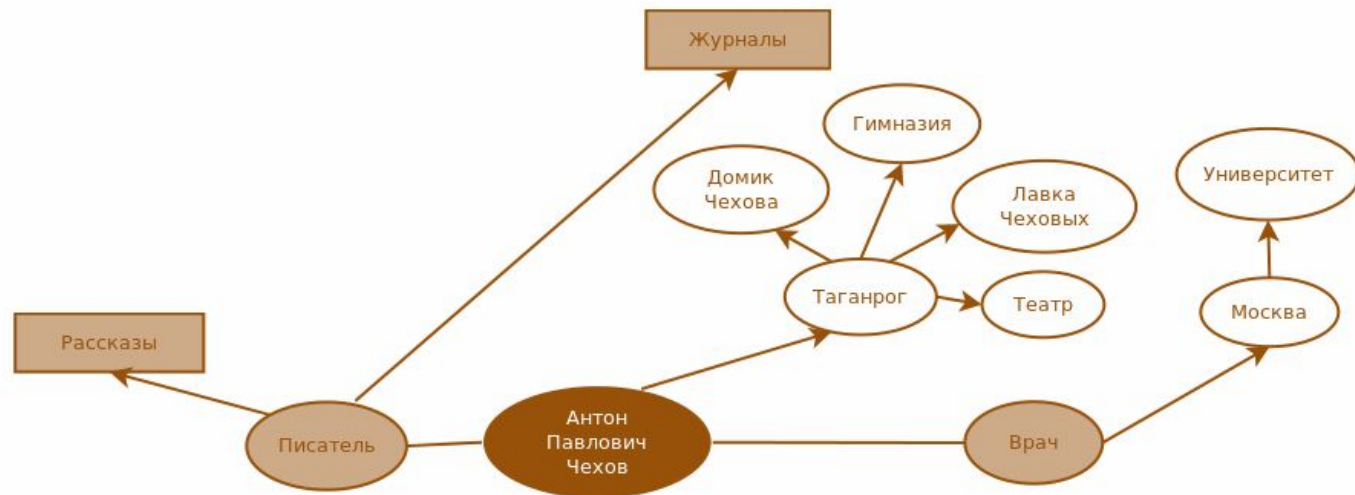 Журналы
Гимназия
Домик
Чехова
Университет
Лавка
Чеховых
Таганрог
Театр
Москва
Рассказы
Антон
Павлович
Чехов
Писатель
Врач